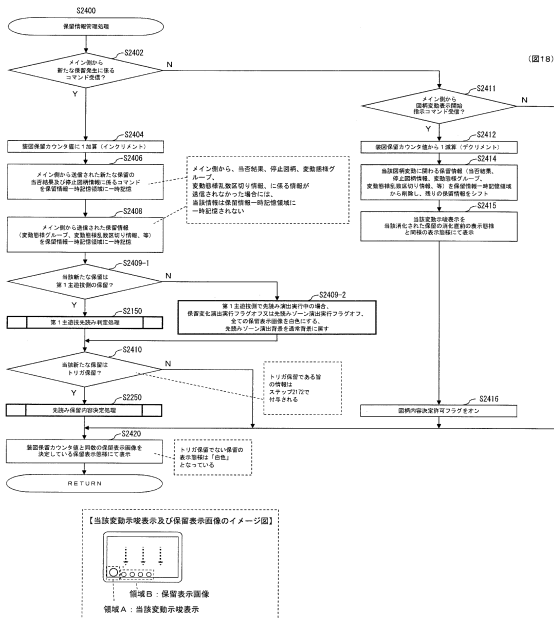 S2400
保留情報管理処理
(図18)
S2402
メイン側から
新たな保留発生に係る
コマンド受信？
N
Y
S2411
メイン側から
図柄変動表示開始
指示コマンド受信？
N
Y
S2404
装図保留カウンタ値に1加算（インクリメント）
S2412
装図保留カウンタ値から1減算（デクリメント）
S2406
メイン側から送信された新たな保留の
当否結果及び停止図柄情報に係るコマンド
を保留情報一時記憶領域に一時記憶
メイン側から、当否結果、停止図柄、変動態様グ
ループ、
変動態様乱数区切り情報、に係る情報が
送信されなかった場合には、
当該情報は保留情報一時記憶領域に
一時記憶されない
S2414
当該図柄変動に関わる保留情報（当否結果、
停止図柄情報、変動態様グループ、
変動態様乱数区切り情報、等）を保留情報一時記憶領域
から削除し、残りの保留情報をシフト
S2408
メイン側から送信された保留情報
（変動態様グループ、変動態様乱数区切り情報、等）
を保留情報一時記憶領域に一時記憶
S2415
当該変動示唆表示を
当該消化された保留の消化直前の表示態様
と同様の表示態様にて表示
S2409-1
当該新たな保留は
第1主遊技側の保留？
N
Y
S2409-2
第1主遊技側で先読み演出実行中の場合、
保留変化演出実行フラグオフ又は先読みゾーン演出実行フラグオフ、
全ての保留表示画像を白色にする、
先読みゾーン演出背景を通常背景に戻す
S2150
第1主遊技先読み判定処理
S2410
当該新たな保留は
トリガ保留？
N
Y
トリガ保留である旨
の情報は
ステップ2172で
付与される
S2250
先読み保留内容決定処理
S2416
図柄内容決定許可フラグをオン
S2420
装図保留カウンタ値と同数の保留表示画像を
決定している保留表示態様にて表示
トリガ保留でない保留の
表示態様は「白色」
となっている
RETURN
【当該変動示唆表示及び保留表示画像のイメージ図】
領域B：保留表示画像
領域A：当該変動示唆表示